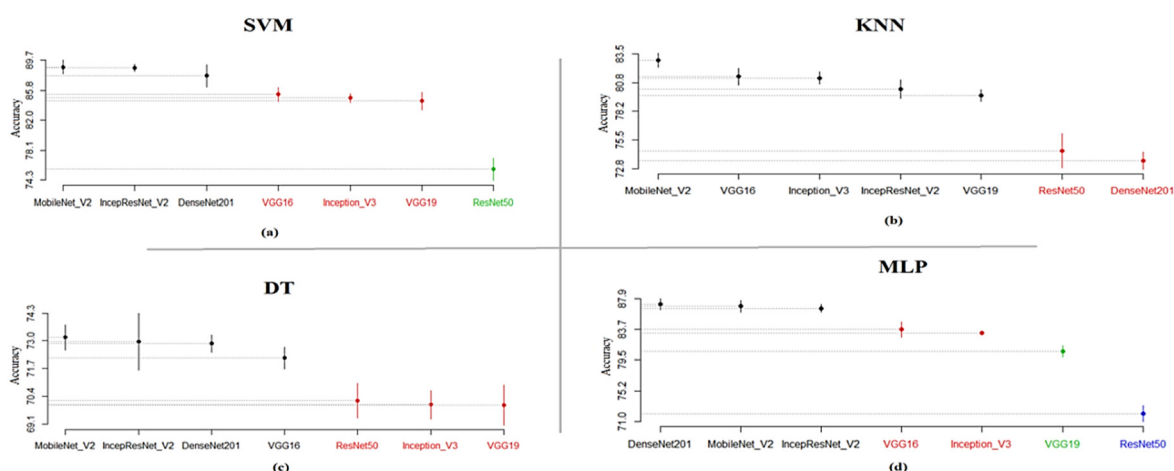 SVM
Accuracy
89.7
85.8
82.0
78.1
74.3
MobileNet_V2 IncepResNet_V2 DenseNet201 VGG16 Inception_V3 VGG19 ResNet50
(a)
KNN
Accuracy
83.5
80.8
78.2
75.5
72.8
MobileNet_V2 VGG16 Inception_V3 IncepResNet_V2 VGG19 ResNet50 DenseNet201
(b)
DT
Accuracy
74.3
73.0
71.7
70.4
69.1
MobileNet_V2 IncepResNet_V2 DenseNet201 VGG16 ResNet50 Inception_V3 VGG19
(c)
MLP
Accuracy
87.9
83.7
79.5
75.2
71.0
DenseNet201 MobileNet_V2 IncepResNet_V2 VGG16 Inception_V3 VGG19 ResNet50
(d)